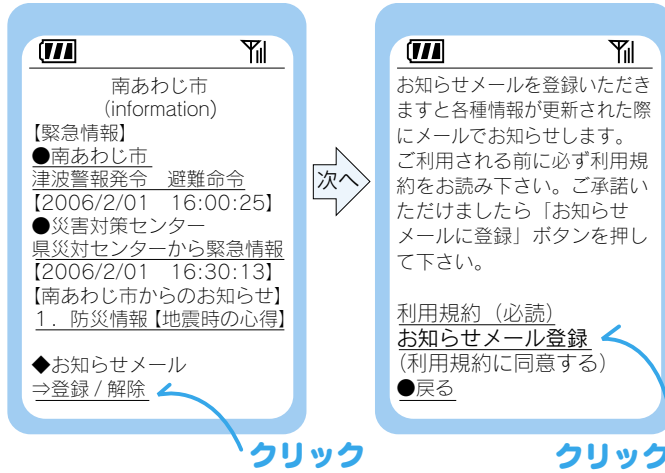 南あわじ市
(information)
【緊急情報】
●南あわじ市
津波警報発令　避難命令
【2006/2/01　16:00:25】
●災害対策センター
県災対センターから緊急情報
【2006/2/01　16:30:13】
【南あわじ市からのお知らせ】
１．防災情報【地震時の心得】
◆お知らせメール
⇒登録 / 解除
クリック
次へ
お知らせメールを登録いただき
ますと各種情報が更新された際
にメールでお知らせします。
ご利用される前に必ず利用規
約をお読み下さい。ご承諾い
ただけましたら「お知らせ
メールに登録」ボタンを押し
て下さい。
利用規約（必読）
お知らせメール登録
(利用規約に同意する)
●戻る
クリック